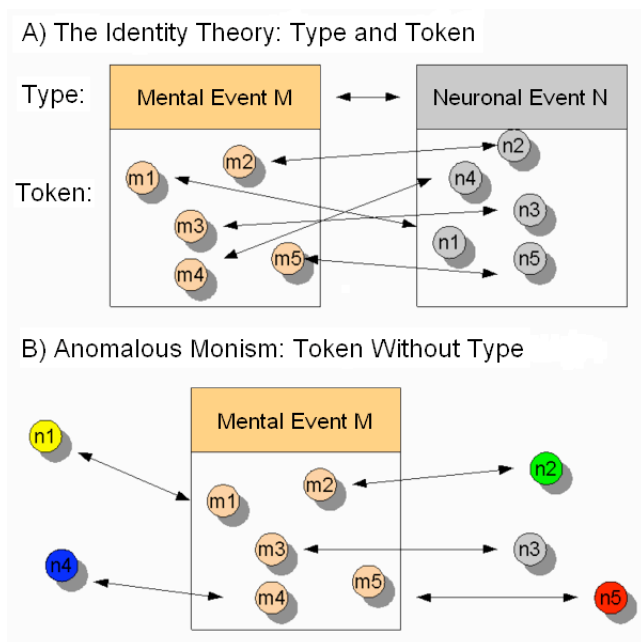 A) The Identity Theory: Type and Token
Type: Mental Event M Neuronal Event N
n2
m2
m1 n4
Token:
m3 n3
n1
m4 m5 n5
B) Anomalous Monism: Token Without Type
Mental Event M
n1
m2 n2
m1
m3 n3
n4 m5
m4 n5